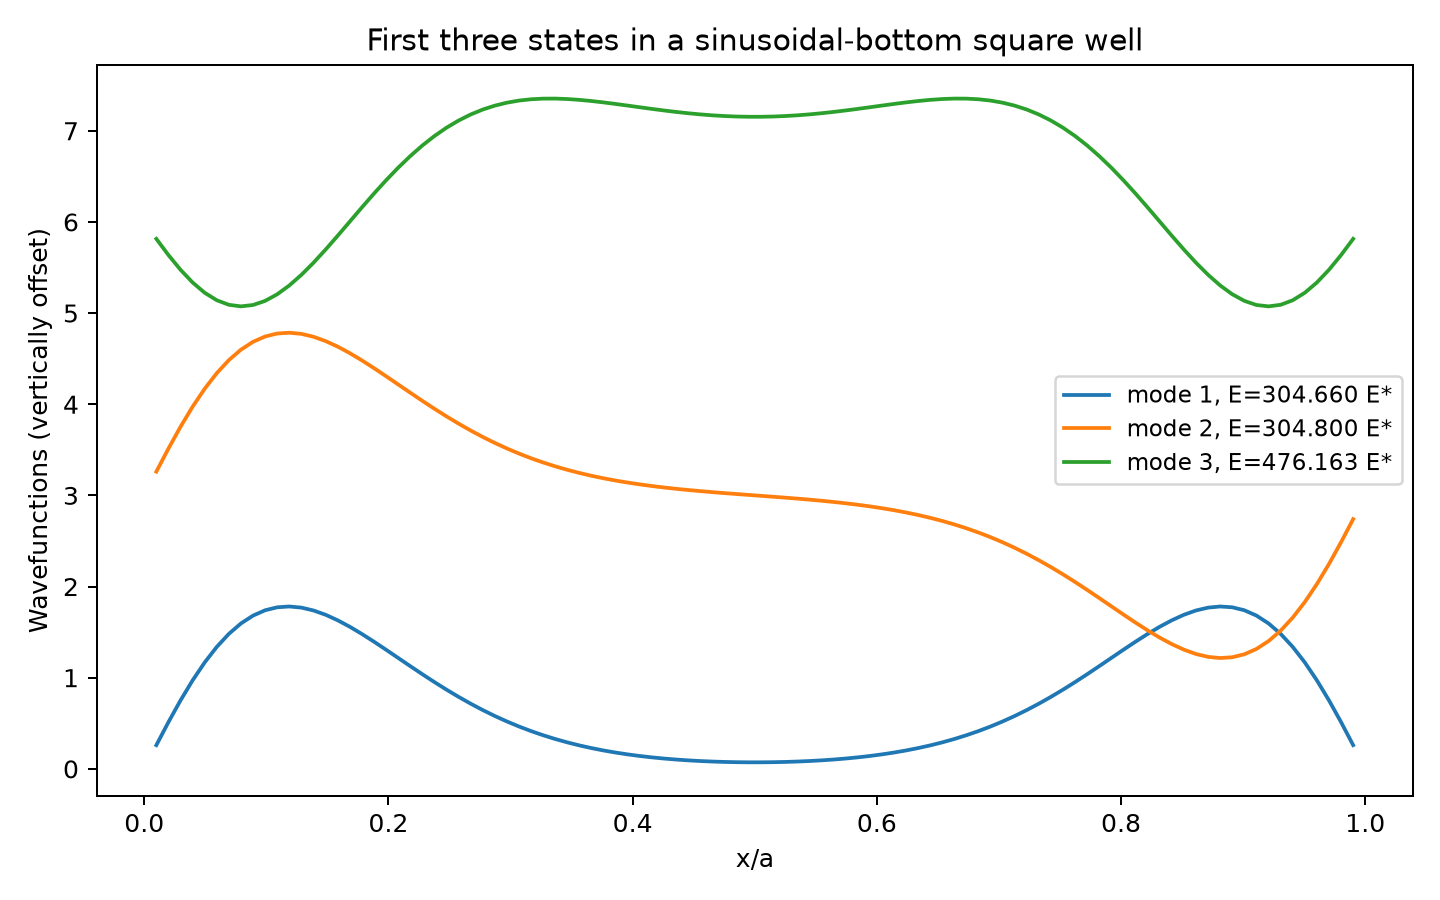 First three states in a sinusoidal-bottom square well
Wavefunctions (vertically offset)
7
6
5
4
3
2
1
0
mode 1, E=304.660 E*
mode 2, E=304.800 E*
mode 3, E=476.163 E*
0.0 0.2 0.4 0.6 0.8 1.0
x/a